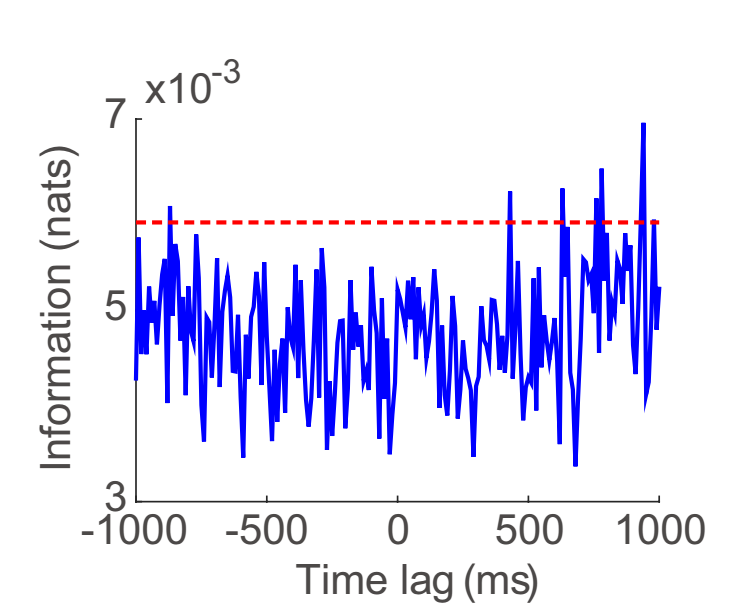 x10-3
7
5
3
Information (nats)
-1000 -500 0 500 1000
Time lag (ms)